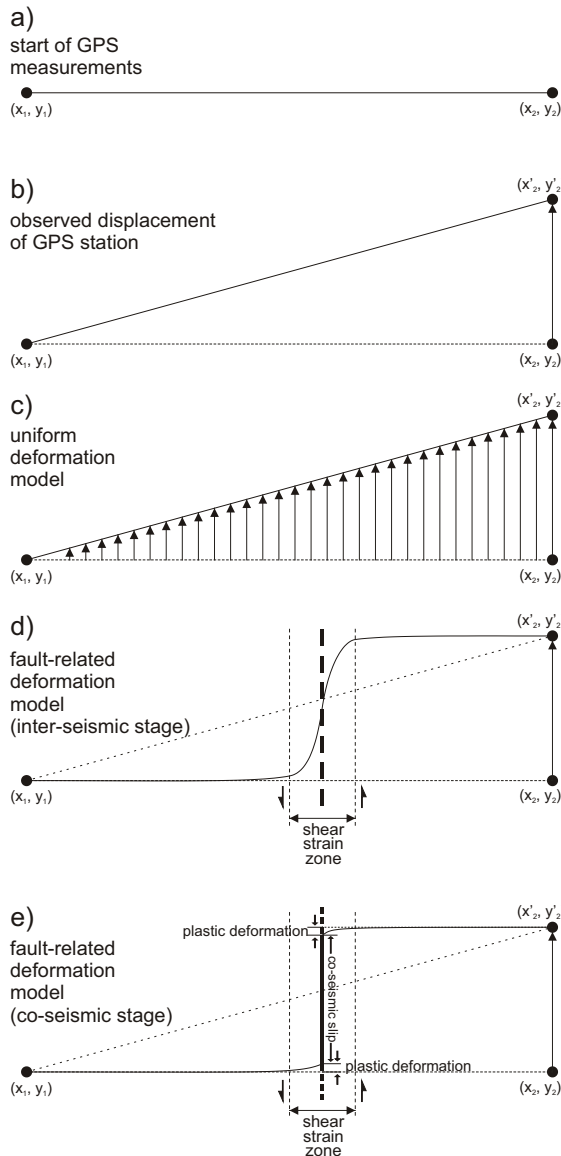 a)
start of GPS
measurements
(x₁, y₁)
(x₂, y₂)
b)
observed displacement
of GPS station
(x'₂, y'₂)
(x₁, y₁)
(x₂, y₂)
c)
uniform
deformation
model
(x'₂, y'₂)
(x₁, y₁)
(x₂, y₂)
d)
fault-related
deformation
model
(inter-seismic stage)
(x'₂, y'₂)
(x₁, y₁)
(x₂, y₂)
shear
strain
zone
e)
fault-related
deformation
model
(co-seismic stage)
(x'₂, y'₂)
plastic deformation
co-seismic slip
plastic deformation
(x₁, y₁)
(x₂, y₂)
shear
strain
zone